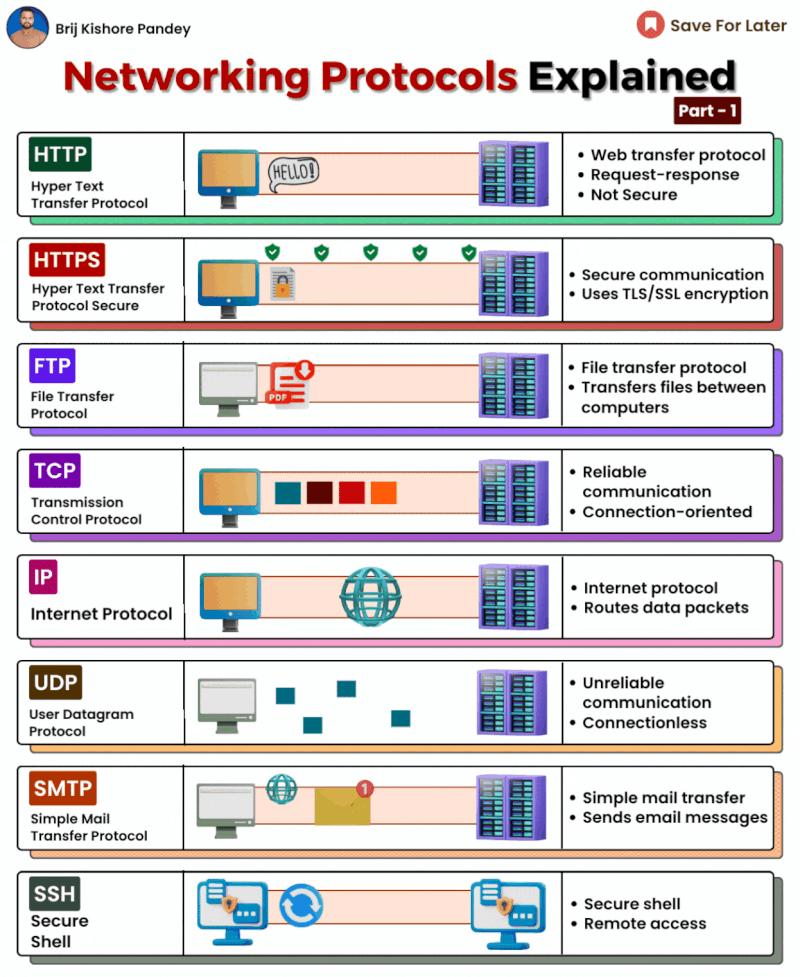 Brij Kishore Pandey
Save For Later
Networking Protocols Explained
Part - 1
HTTP
Hyper Text
Transfer Protocol
HELLO!
• Web transfer protocol
• Request-response
• Not Secure
HTTPS
Hyper Text Transfer
Protocol Secure
• Secure communication
• Uses TLS/SSL encryption
FTP
File Transfer
Protocol
PDF
• File transfer protocol
• Transfers files between
computers
TCP
Transmission
Control Protocol
• Reliable
communication
• Connection-oriented
IP
Internet Protocol
• Internet protocol
• Routes data packets
UDP
User Datagram
Protocol
• Unreliable
communication
• Connectionless
SMTP
Simple Mail
Transfer Protocol
1
• Simple mail transfer
• Sends email messages
SSH
Secure
Shell
• Secure shell
• Remote access